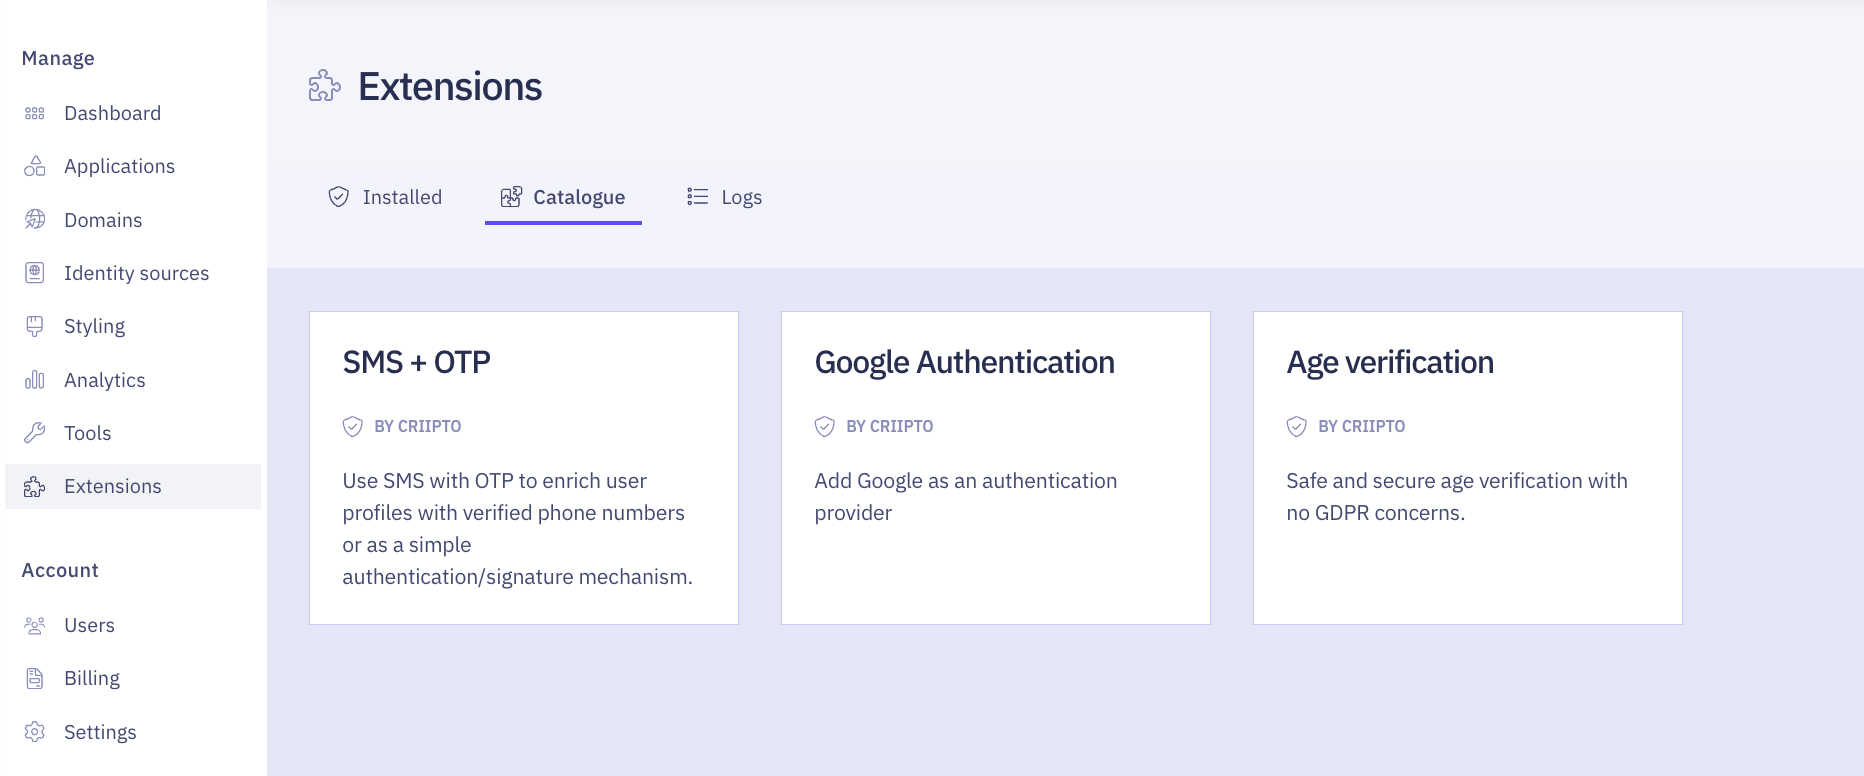 Manage
Dashboard
Applications
Domains
Identity sources
Styling
Analytics
Tools
Extensions
Account
Users
Billing
Settings
Extensions
Installed
Catalogue
Logs
SMS + OTP
BY CRIIPTO
Use SMS with OTP to enrich user
profiles with verified phone numbers
or as a simple
authentication/signature mechanism.
Google Authentication
BY CRIIPTO
Add Google as an authentication
provider
Age verification
BY CRIIPTO
Safe and secure age verification with
no GDPR concerns.